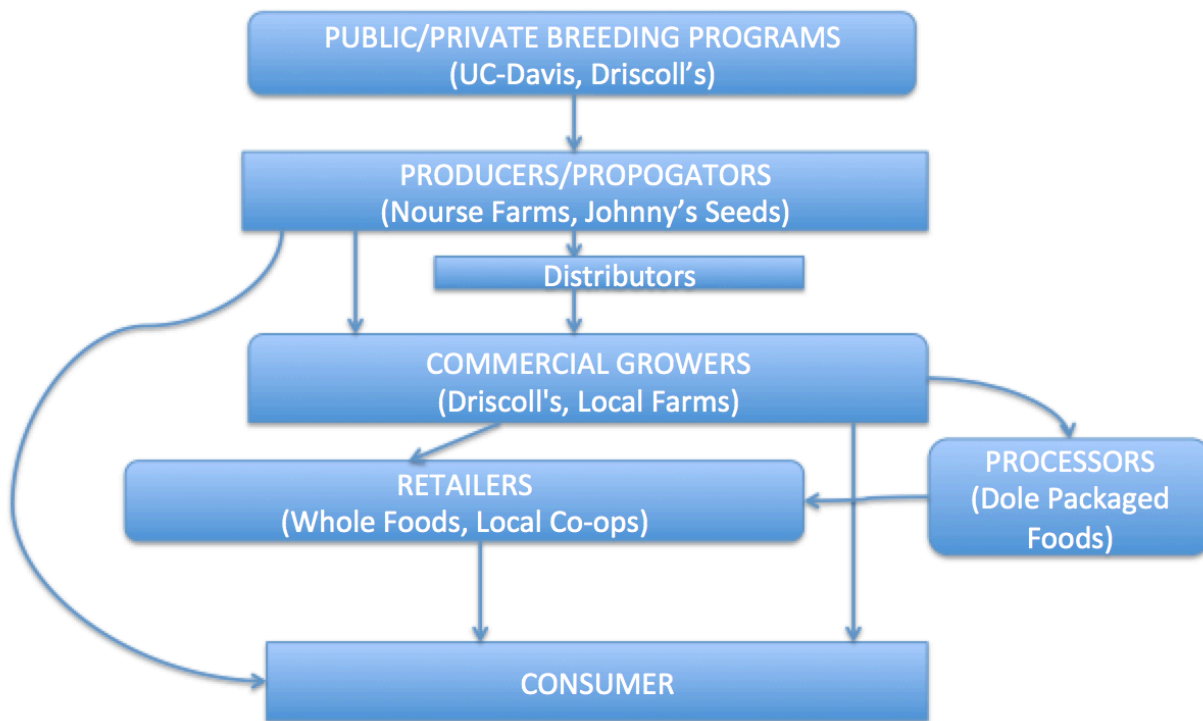 PUBLIC/PRIVATE BREEDING PROGRAMS
(UC-Davis, Driscoll’s)
PRODUCERS/PROPOGATORS
(Nourse Farms, Johnny’s Seeds)
Distributors
COMMERCIAL GROWERS
(Driscoll's, Local Farms)
RETAILERS
(Whole Foods, Local Co-ops)
PROCESSORS
(Dole Packaged
Foods)
CONSUMER